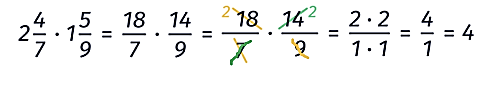 2 4/7 · 1 5/9 = 18/7 · 14/9 = 2 18/7 · 14 2/9 = 2 · 2/1 · 1 = 4/1 = 4